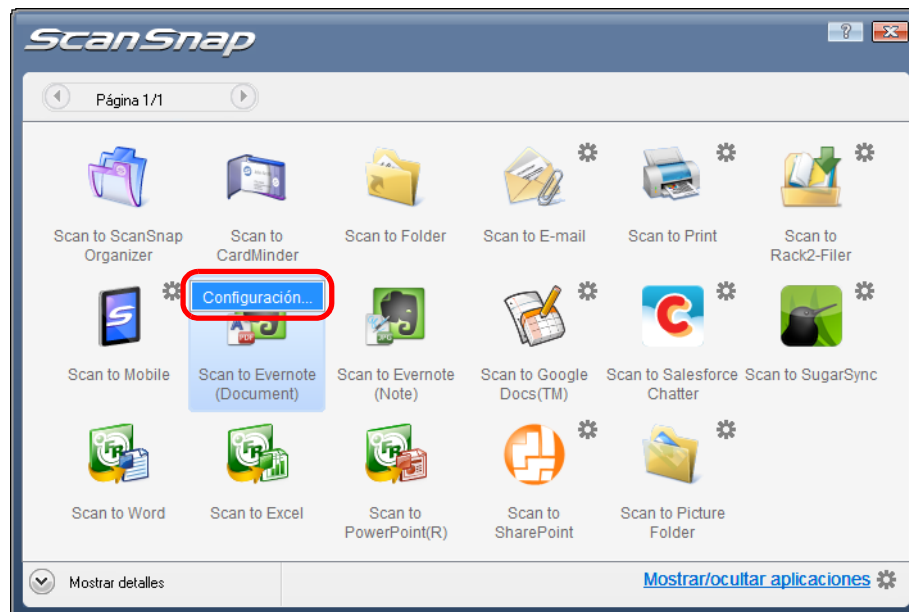 ScanSnap
Página 1/1
Scan to ScanSnap
Organizer
Scan to
CardMinder
Scan to Folder
Scan to E-mail
Scan to Print
Scan to
Rack2-Filer
Configuración...
Scan to Mobile
Scan to Evernote
(Document)
Scan to Evernote
(Note)
Scan to Google
Docs(TM)
Scan to Salesforce
Chatter
Scan to SugarSync
Scan to Word
Scan to Excel
Scan to
PowerPoint(R)
Scan to
SharePoint
Scan to Picture
Folder
Mostrar detalles
Mostrar/ocultar aplicaciones